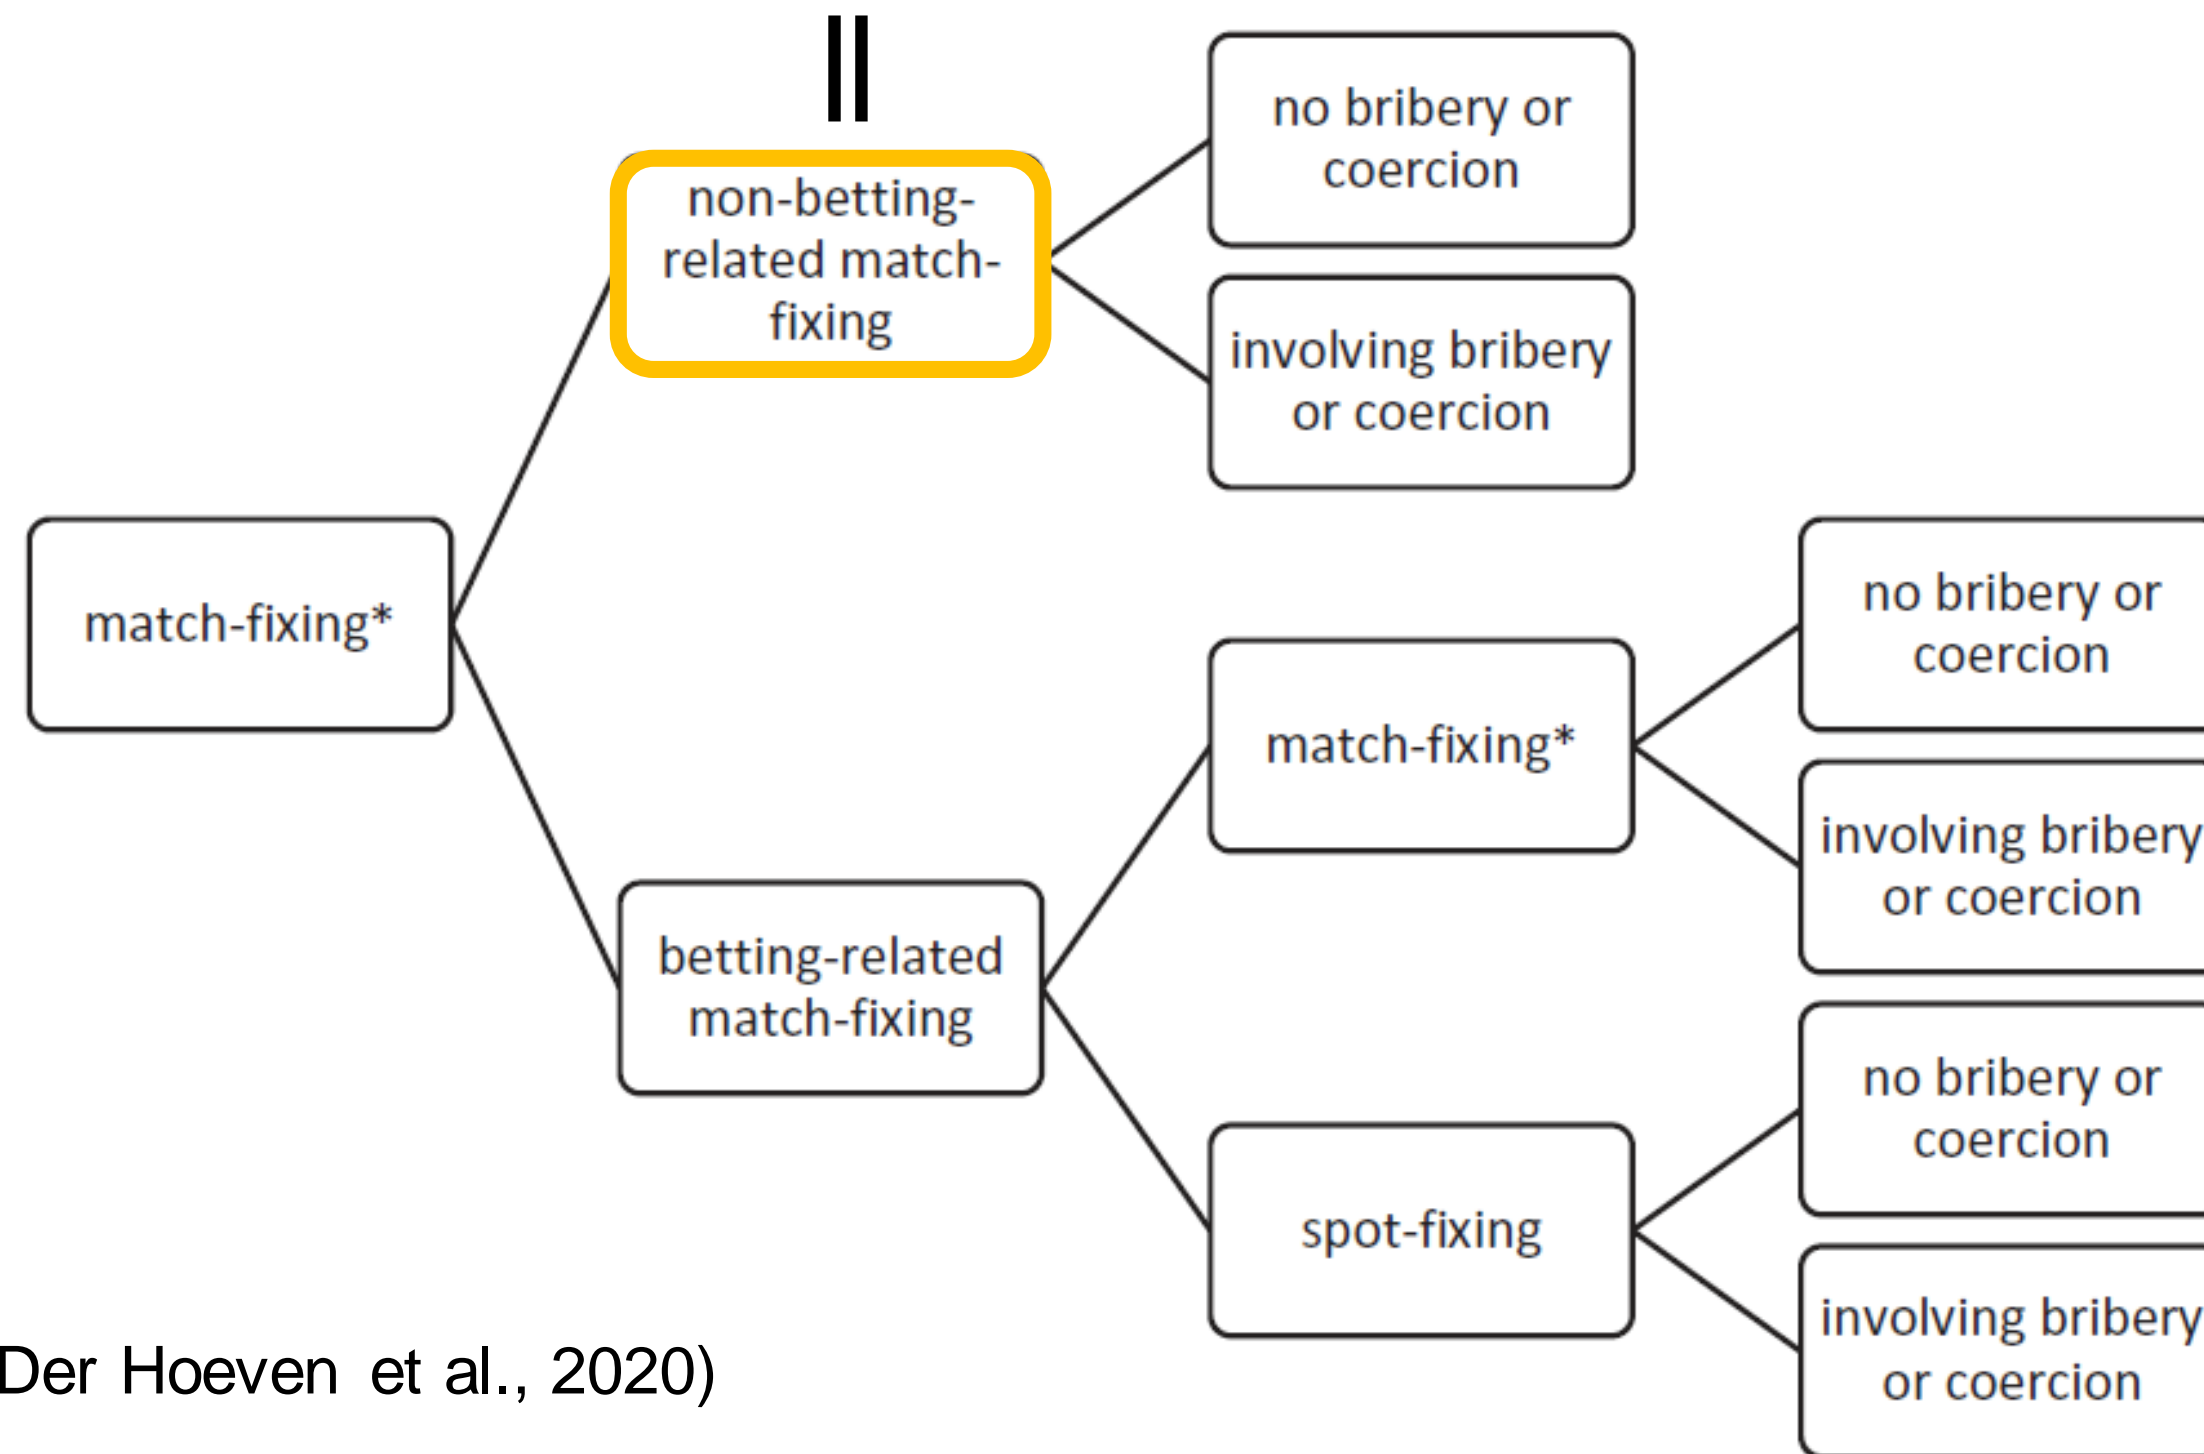 no bribery or
coercion
non-betting-
related match-
fixing
involving bribery
or coercion
match-fixing*
no bribery or
coercion
match-fixing*
involving bribery
or coercion
betting-related
match-fixing
no bribery or
coercion
spot-fixing
involving bribery
or coercion
Der Hoeven et al., 2020)